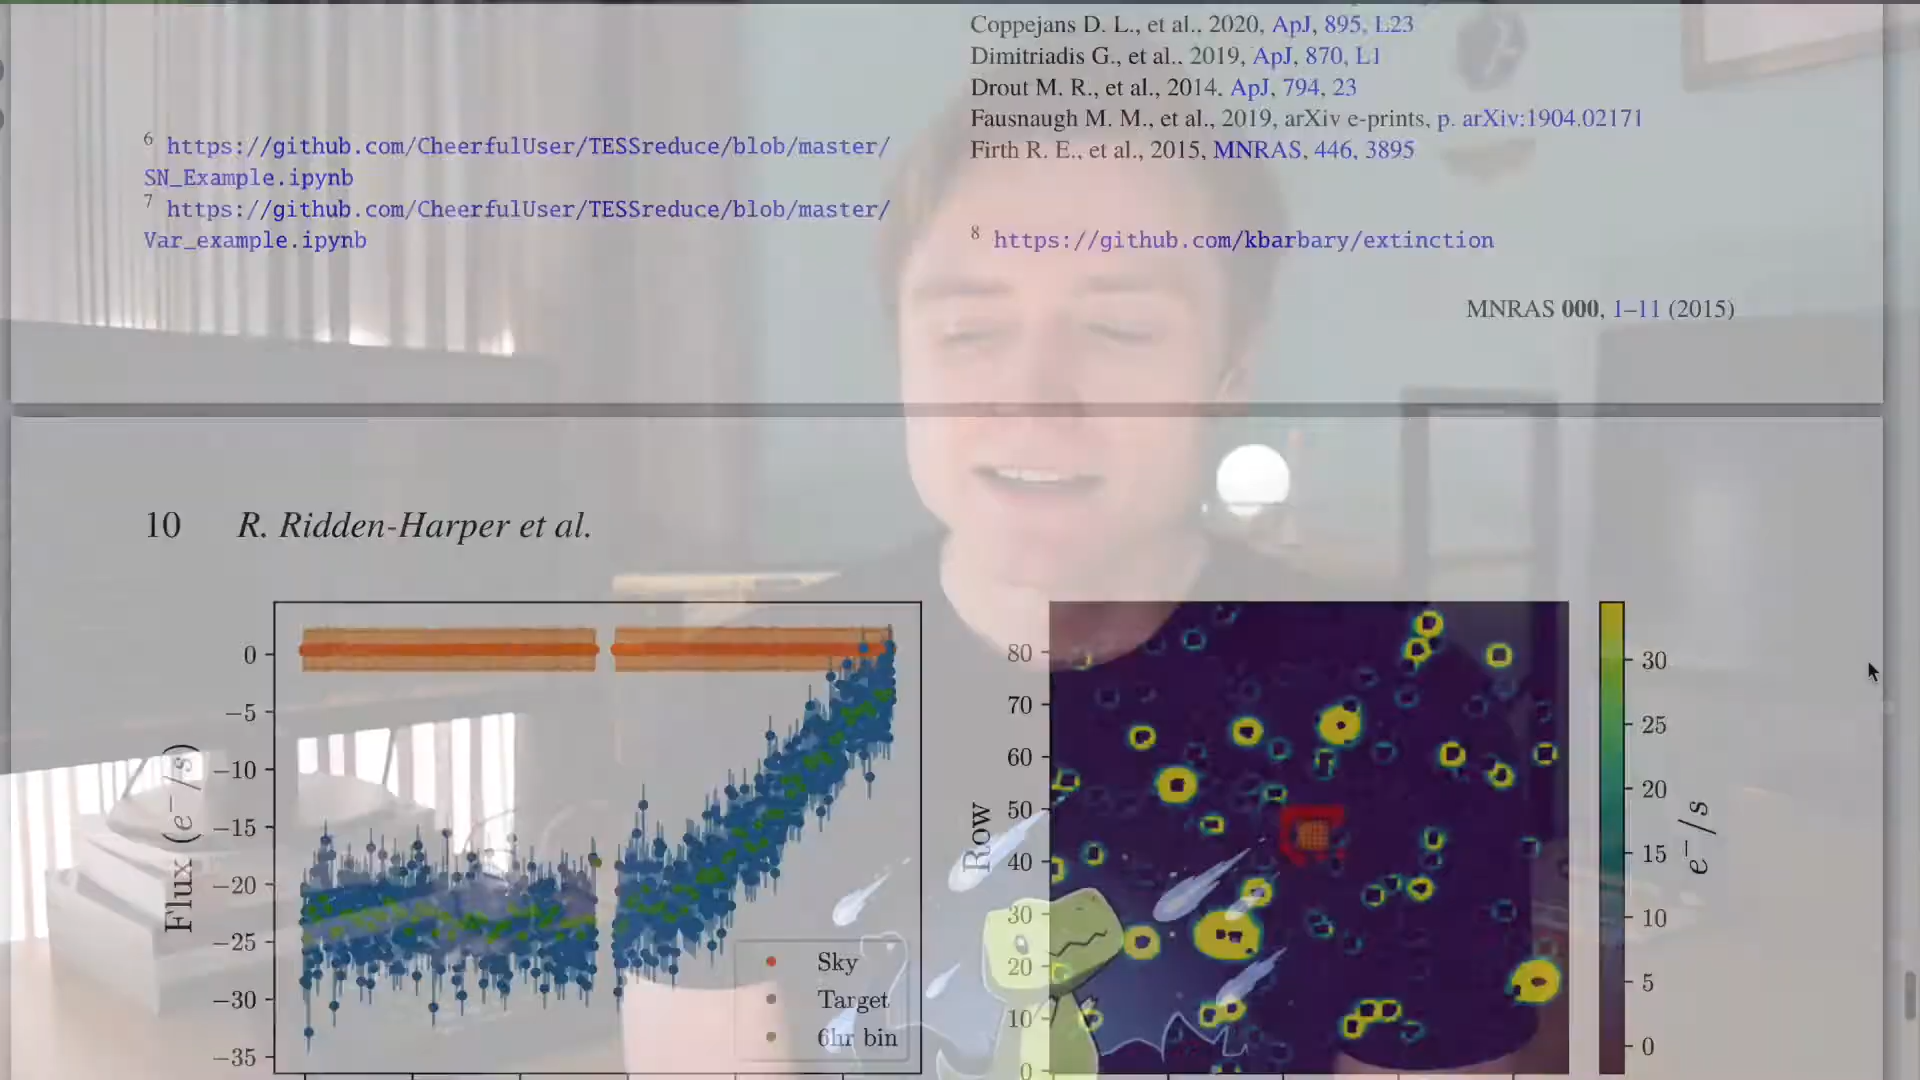 Coppejans D. L., et al., 2020, ApJ, 895, L23
Dimitriadis G., et al., 2019, ApJ, 870, L1
Drout M. R., et al., 2014, ApJ, 794, 23
Fausnaugh M. M., et al., 2019, arXiv e-prints, p. arXiv:1904.02171
Firth R. E., et al., 2015, MNRAS, 446, 3895
6 https://github.com/CheerfulUser/TESSreduce/blob/master/
SN_Example.ipynb
7 https://github.com/CheerfulUser/TESSreduce/blob/master/
Var_example.ipynb
8 https://github.com/kbarbary/extinction
MNRAS 000, 1–11 (2015)
10 R. Ridden-Harper et al.
Flux (e⁻/s)
0
−5
−10
−15
−20
−25
−30
−35
Sky
Target
6hr bin
Row
80
70
60
50
40
30
20
10
0
30
25
20
15
10
5
0
e⁻/s